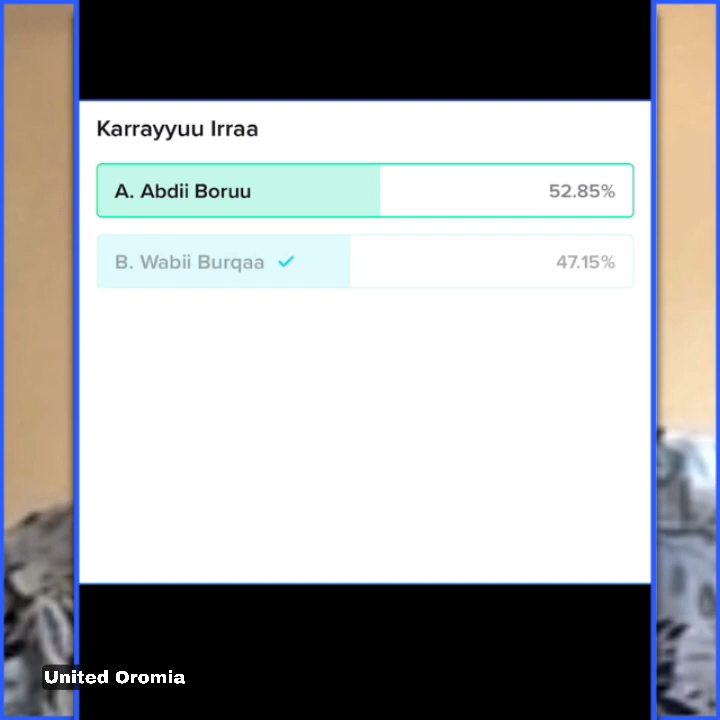 Karrayyuu Irraa
A. Abdii Boruu 52.85%
B. Wabii Burqaa 47.15%
United Oromia